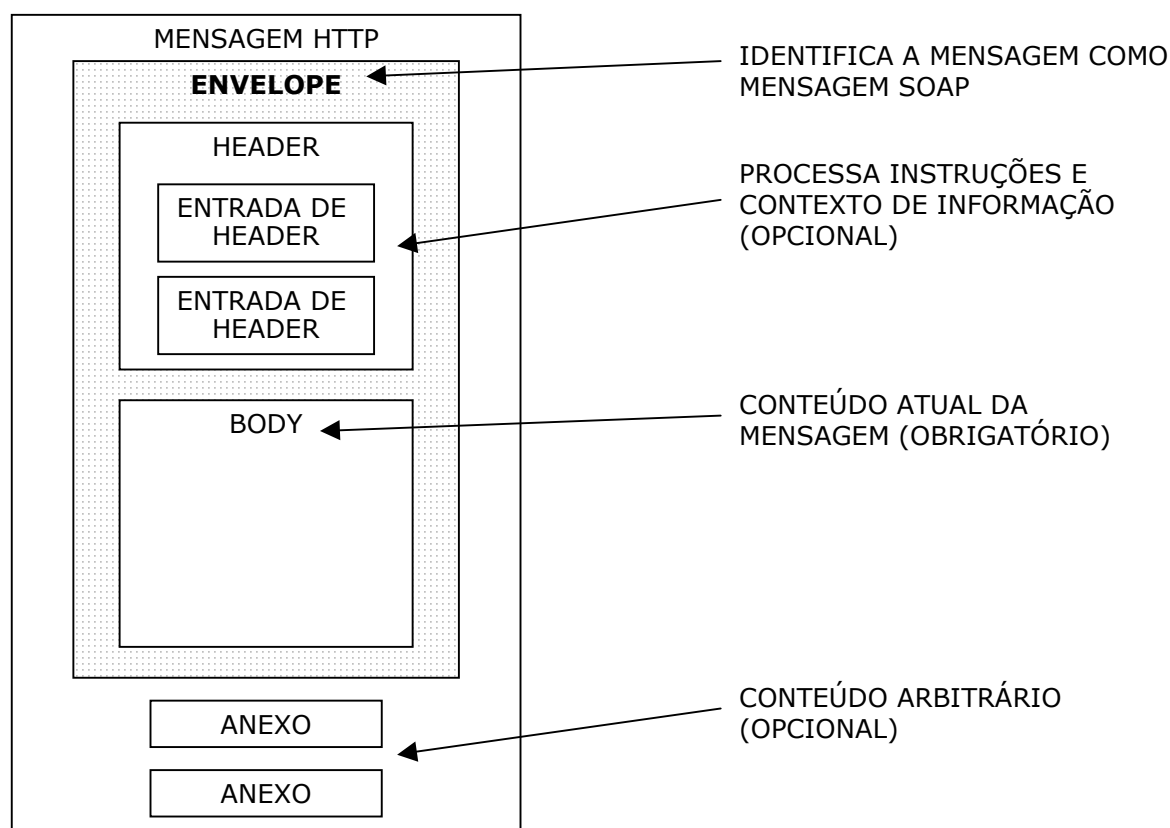 MENSAGEM HTTP
ENVELOPE
IDENTIFICA A MENSAGEM COMO
MENSAGEM SOAP
HEADER
ENTRADA DE
HEADER
ENTRADA DE
HEADER
PROCESSA INSTRUÇÕES E
CONTEXTO DE INFORMAÇÃO
(OPCIONAL)
BODY
CONTEÚDO ATUAL DA
MENSAGEM (OBRIGATÓRIO)
ANEXO
ANEXO
CONTEÚDO ARBITRÁRIO
(OPCIONAL)